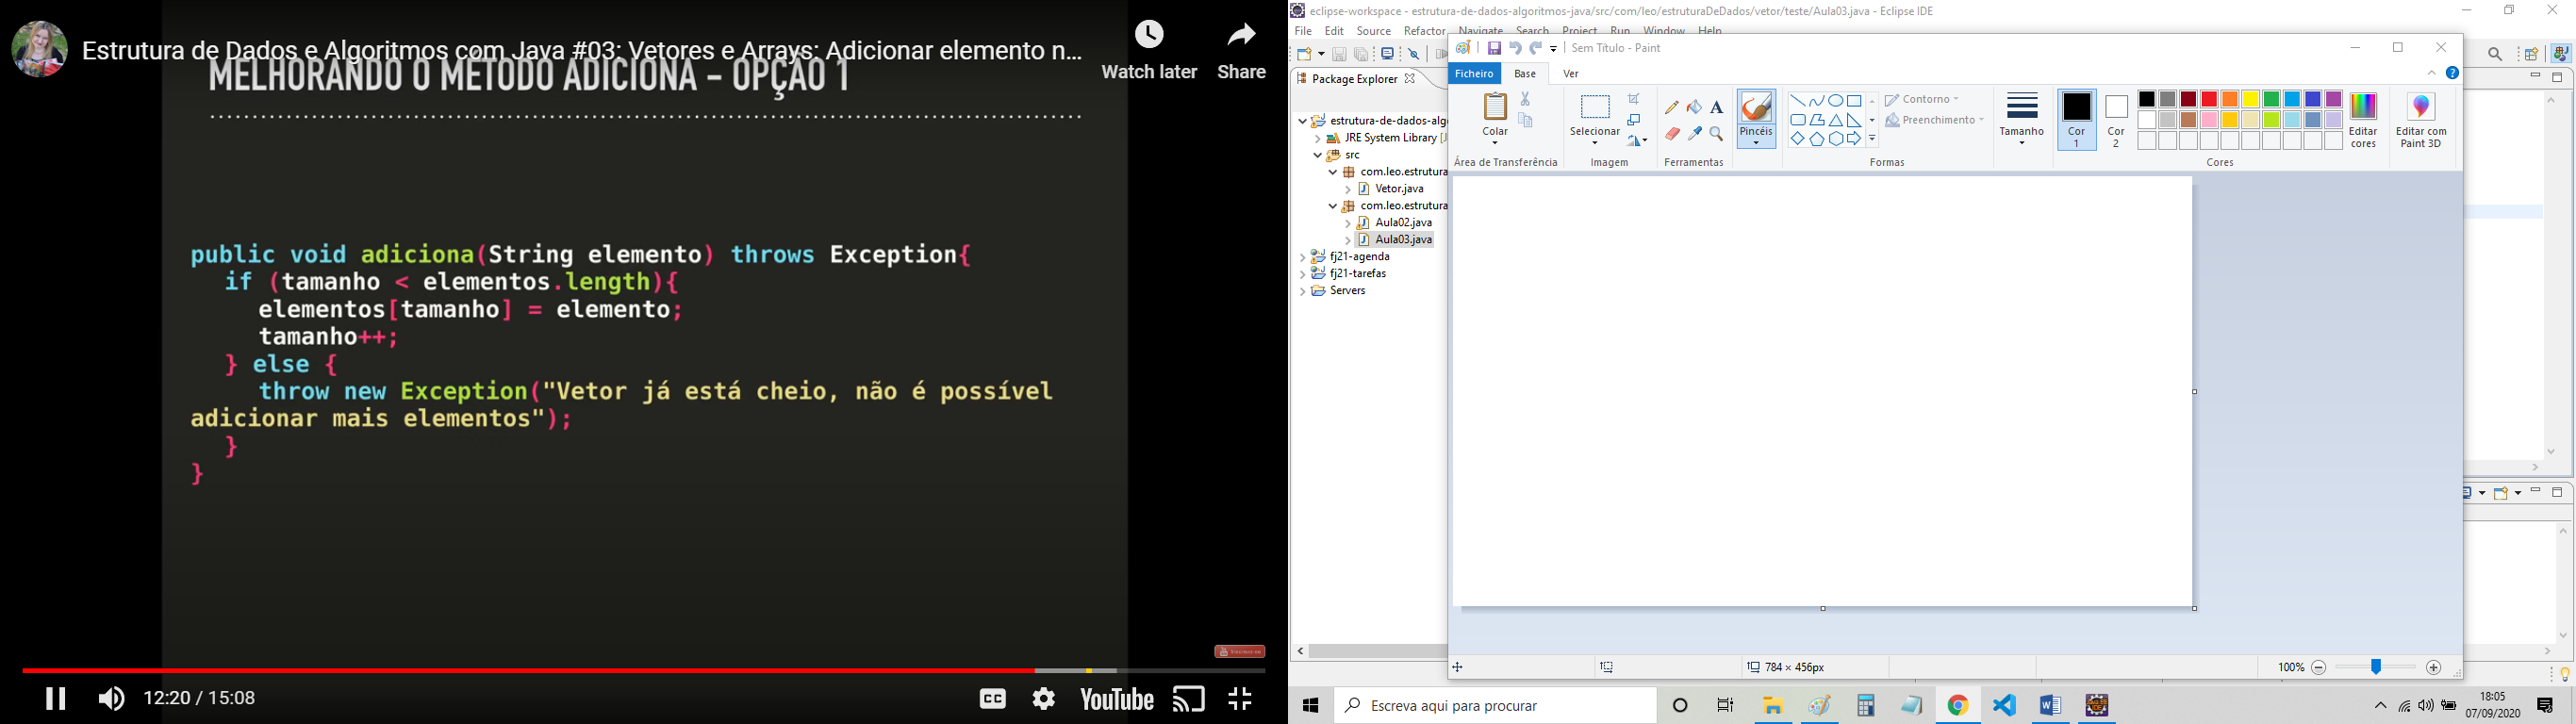 Estrutura de Dados e Algoritmos com Java #03: Vetores e Arrays: Adicionar elemento n...
Watch later
Share
MELHORANDO O MÉTODO ADICIONA – OPÇÃO 1
public void adiciona(String elemento) throws Exception{
if (tamanho < elementos.length){
elementos[tamanho] = elemento;
tamanho++;
} else {
throw new Exception("Vetor já está cheio, não é possível
adicionar mais elementos");
}
}
12:20 / 15:08
CC
YouTube
eclipse-workspace - estrutura-de-dados-algoritmos-java/src/com/leo/estruturaDeDados/vetor/teste/Aula03.java - Eclipse IDE
File Edit Source Refactor Navigate Search Project Run Window Help
Package Explorer
estrutura-de-dados-algo
JRE System Library
src
com.leo.estrutura
Vetor.java
com.leo.estrutura
Aula02.java
Aula03.java
fj21-agenda
fj21-tarefas
Servers
Sem Título - Paint
Ficheiro Base Ver
Colar
Área de Transferência
Selecionar
Imagem
Ferramentas
Pincéis
Contorno
Preenchimento
Formas
Tamanho
Cor 1
Cor 2
Editar cores
Cores
Editar com Paint 3D
784 × 456px
100%
Escreva aqui para procurar
18:05
07/09/2020